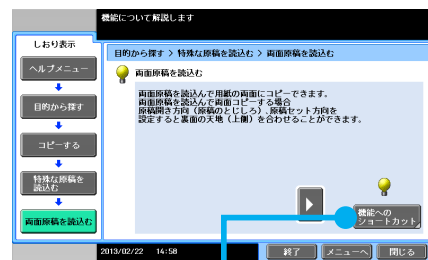 機能について解説します
しおり表示
ヘルプメニュー
目的から探す
コピーする
特殊な原稿を
読込む
両面原稿を読込む
目的から探す > 特殊な原稿を読込む > 両面原稿を読込む
両面原稿を読込む
両面原稿を読込んで用紙の両面にコピーできます。
両面原稿を読込んで両面コピーする場合
原稿開き方向（原稿のとじしろ）、原稿セット方向を
設定すると裏面の天地（上側）を合わせることができます。
機能への
ショートカット
2013/02/22 14:58
終了
メニューへ
閉じる